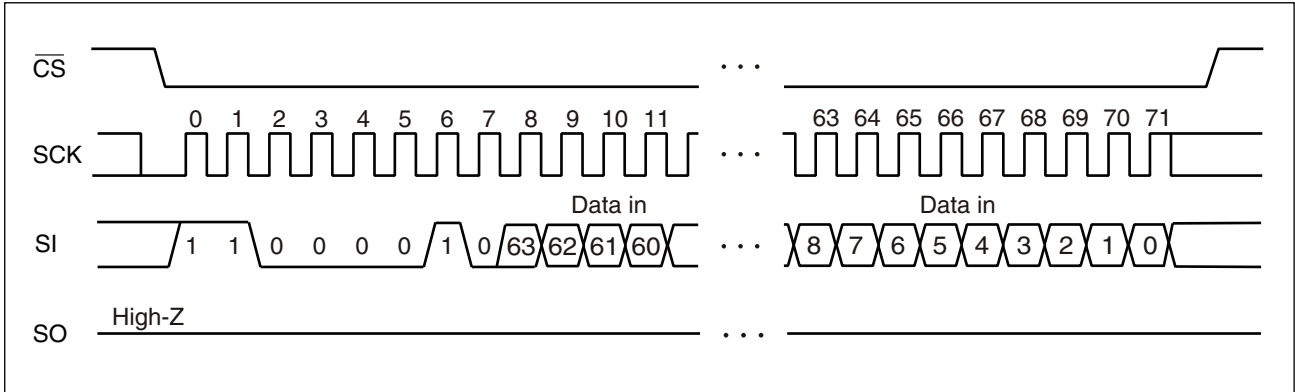 CS ...
0 1 2 3 4 5 6 7 8 9 10 11 63 64 65 66 67 68 69 70 71
SCK ...
Data in Data in
SI 1 1 0 0 0 0 1 0 63 62 61 60 ... 8 7 6 5 4 3 2 1 0
High-Z
SO ...